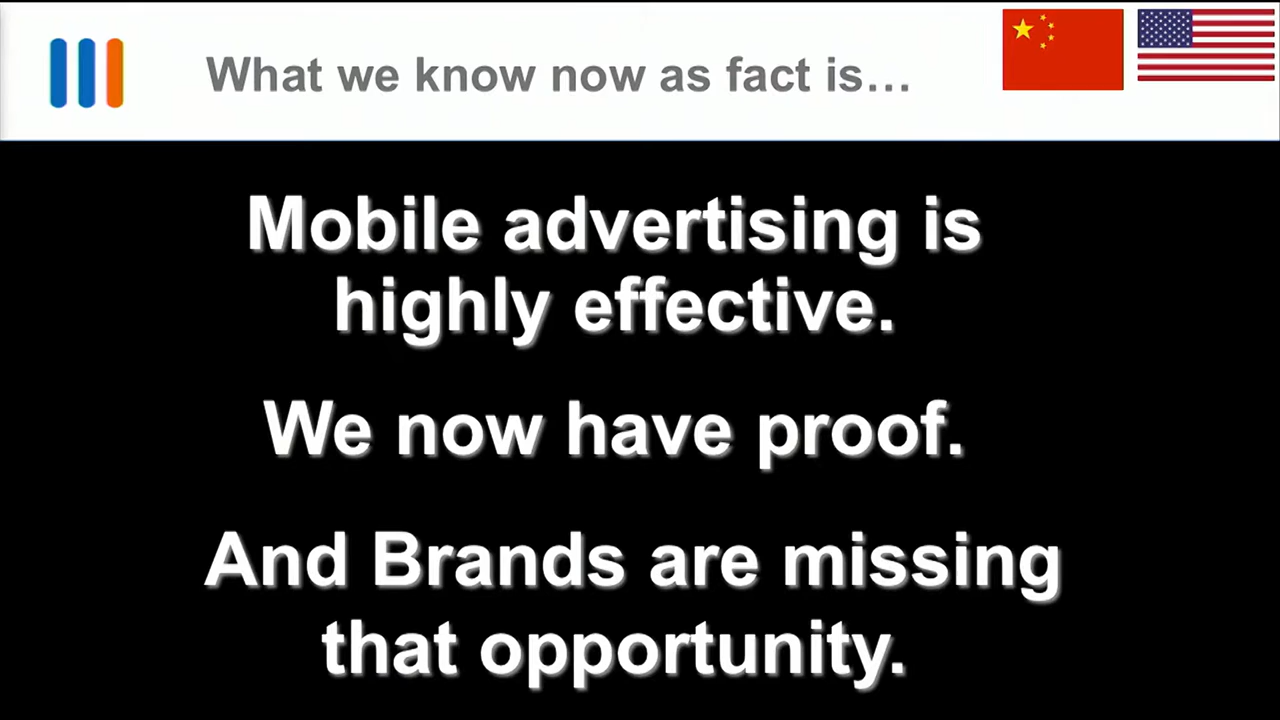 What we know now as fact is…
Mobile advertising is
highly effective.
We now have proof.
And Brands are missing
that opportunity.